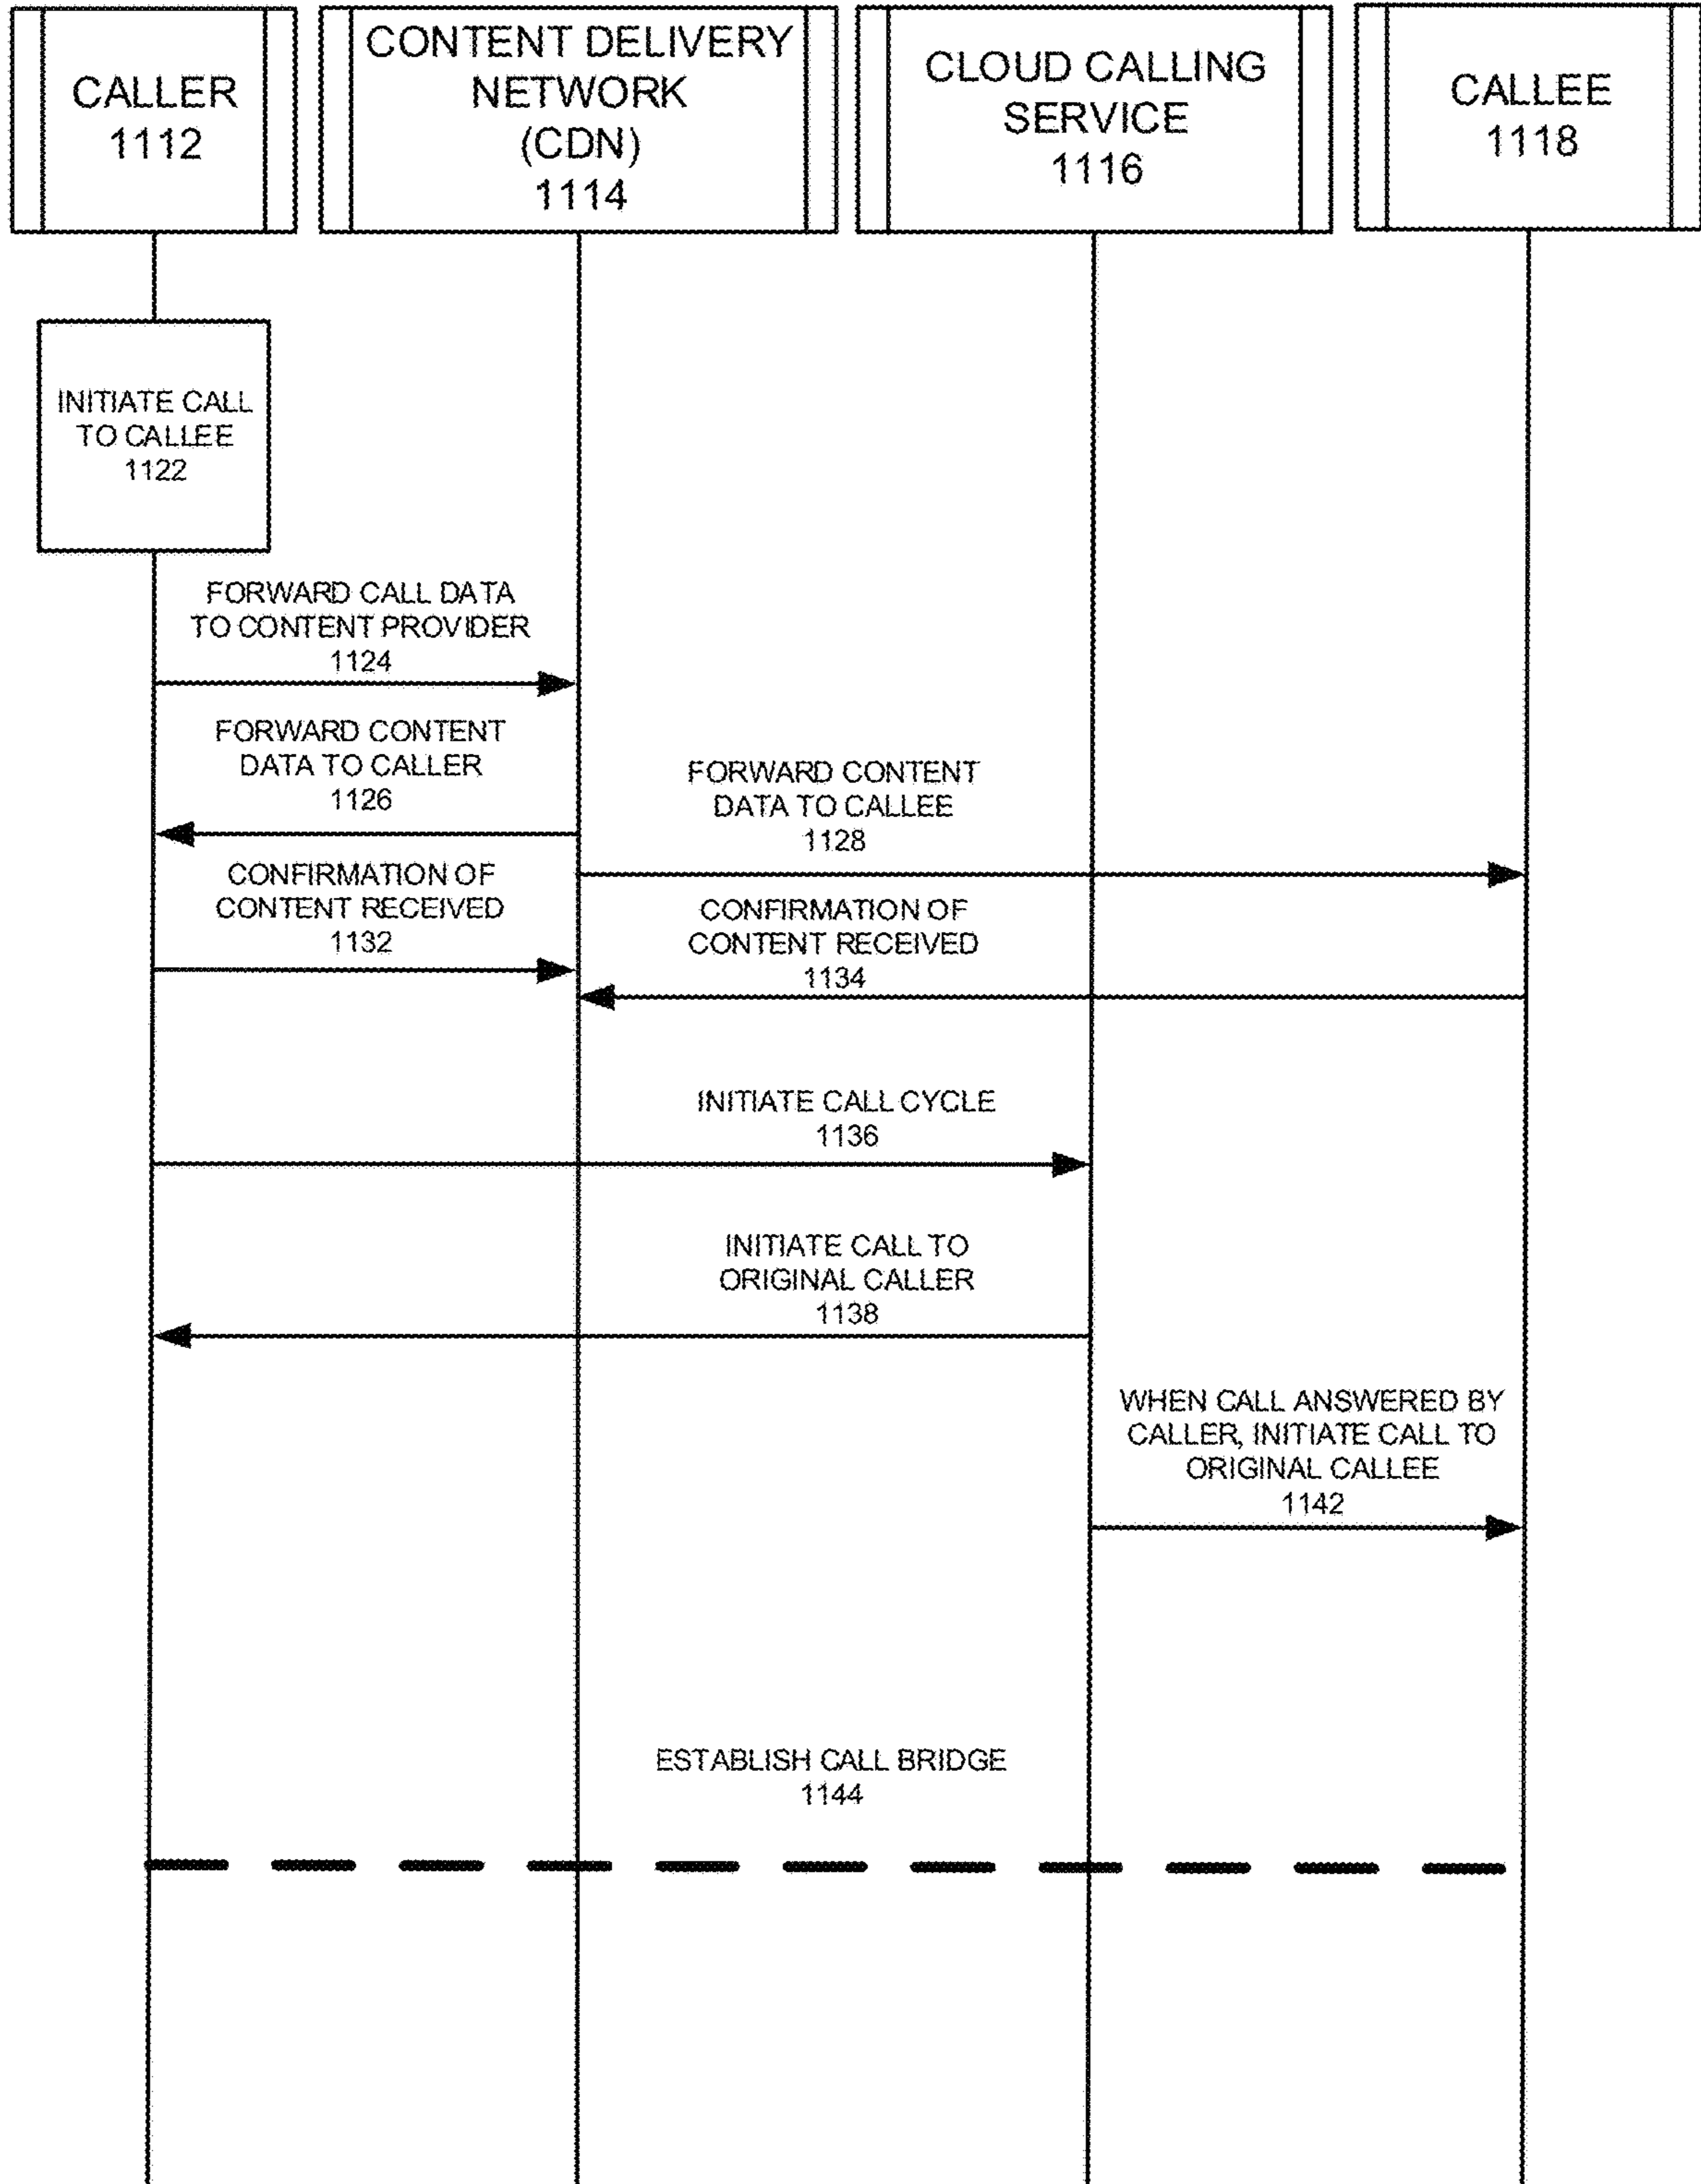 CALLER
1112
CONTENT DELIVERY
NETWORK
(CDN)
1114
CLOUD CALLING
SERVICE
1116
CALLEE
1118
INITIATE CALL
TO CALLEE
1122
FORWARD CALL DATA
TO CONTENT PROVIDER
1124
FORWARD CONTENT
DATA TO CALLER
1126
FORWARD CONTENT
DATA TO CALLEE
1128
CONFIRMATION OF
CONTENT RECEIVED
1132
CONFIRMATION OF
CONTENT RECEIVED
1134
INITIATE CALL CYCLE
1136
INITIATE CALL TO
ORIGINAL CALLER
1138
WHEN CALL ANSWERED BY
CALLER, INITIATE CALL TO
ORIGINAL CALLEE
1142
ESTABLISH CALL BRIDGE
1144